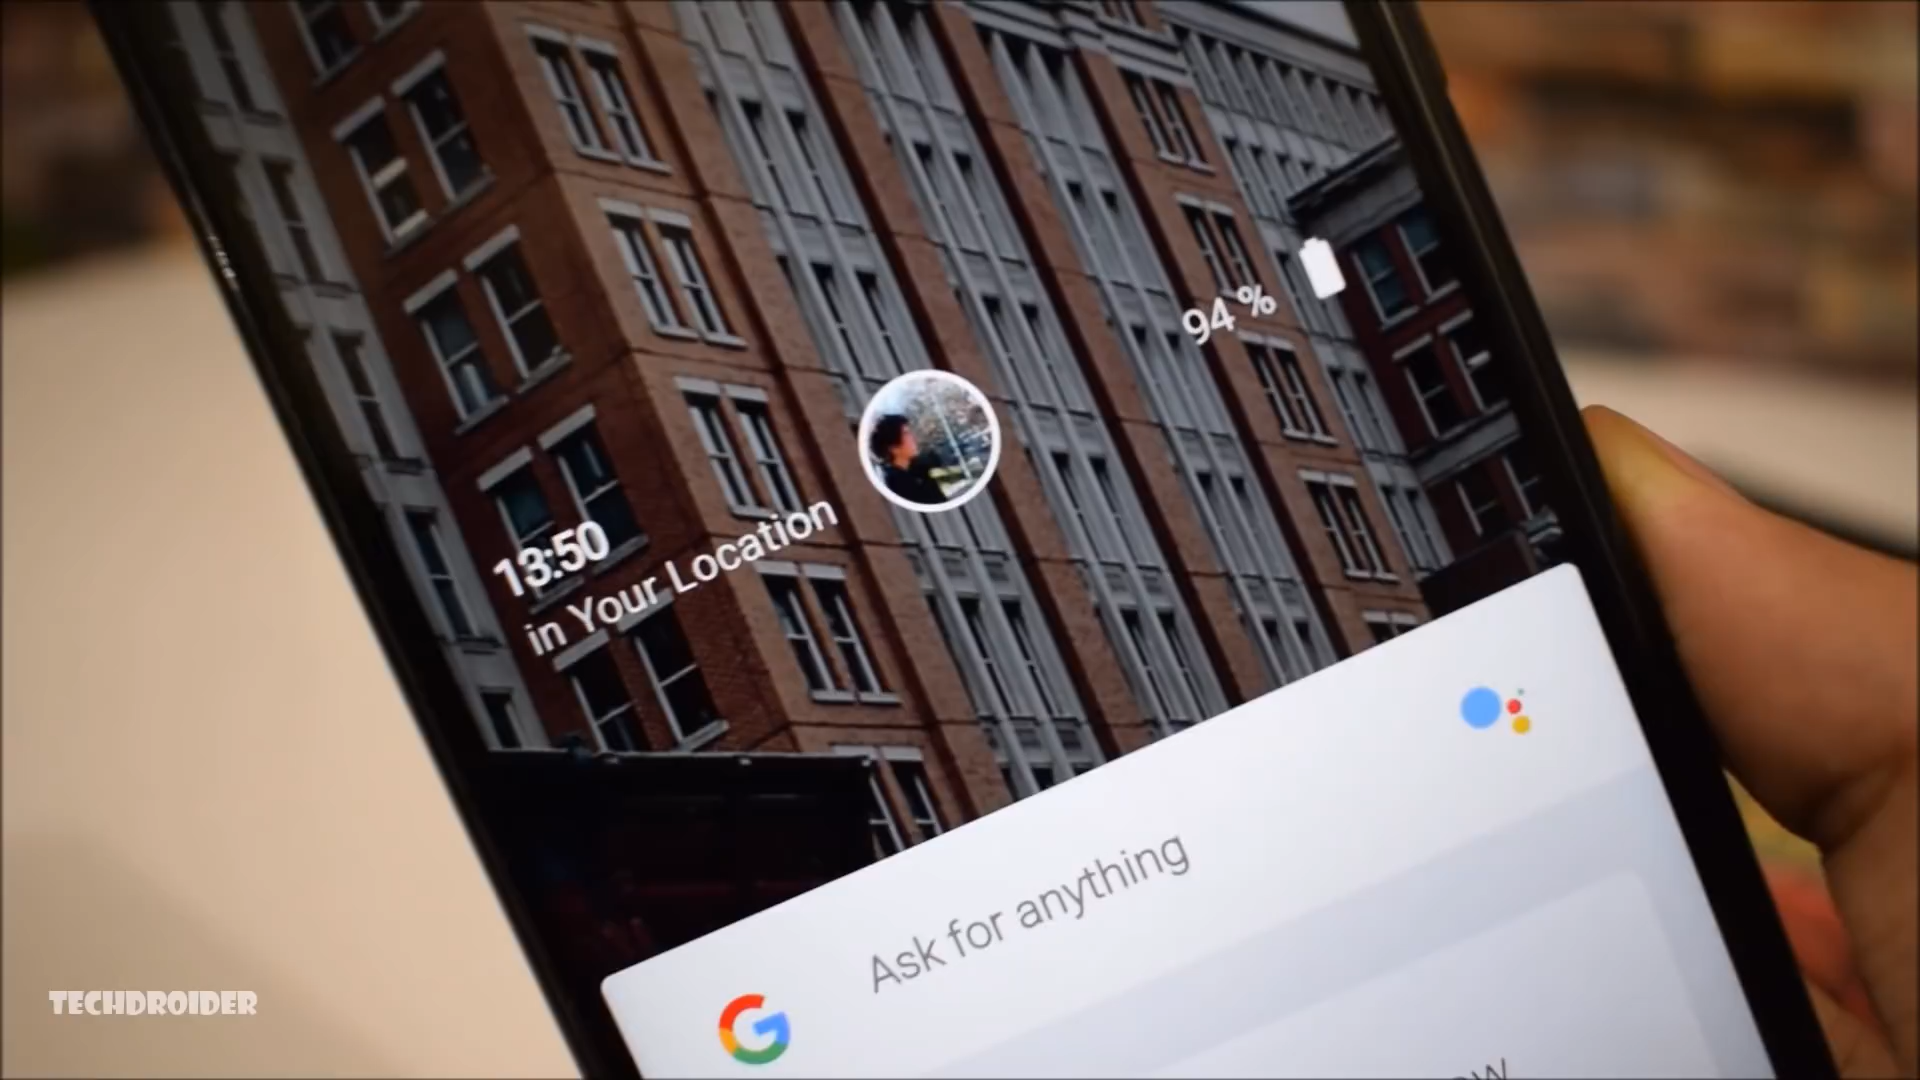 94 %
13:50
in Your Location
Ask for anything
G
TECHDROIDER